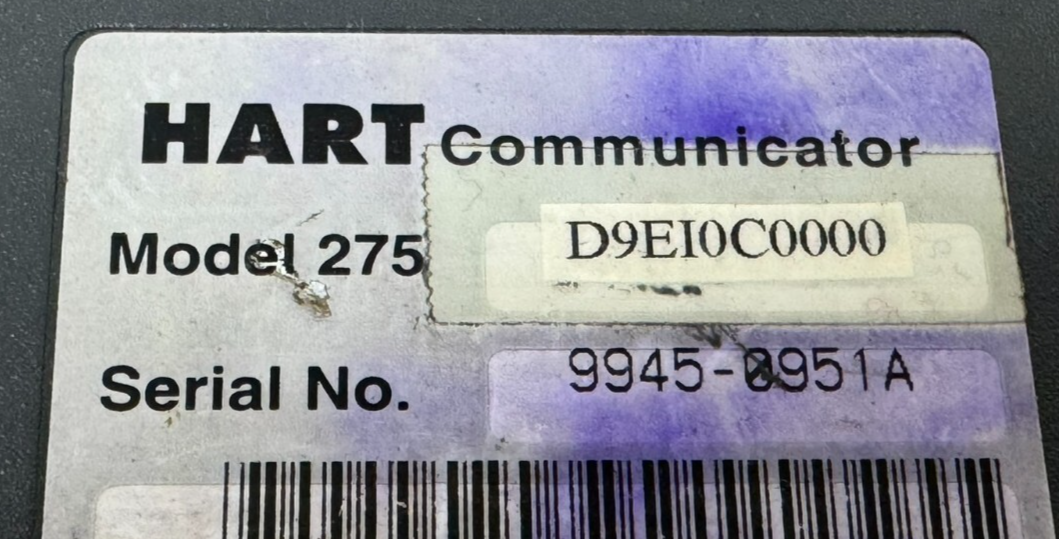 HART Communicator
Model 275 D9EI0C0000
Serial No. 9945-0951A